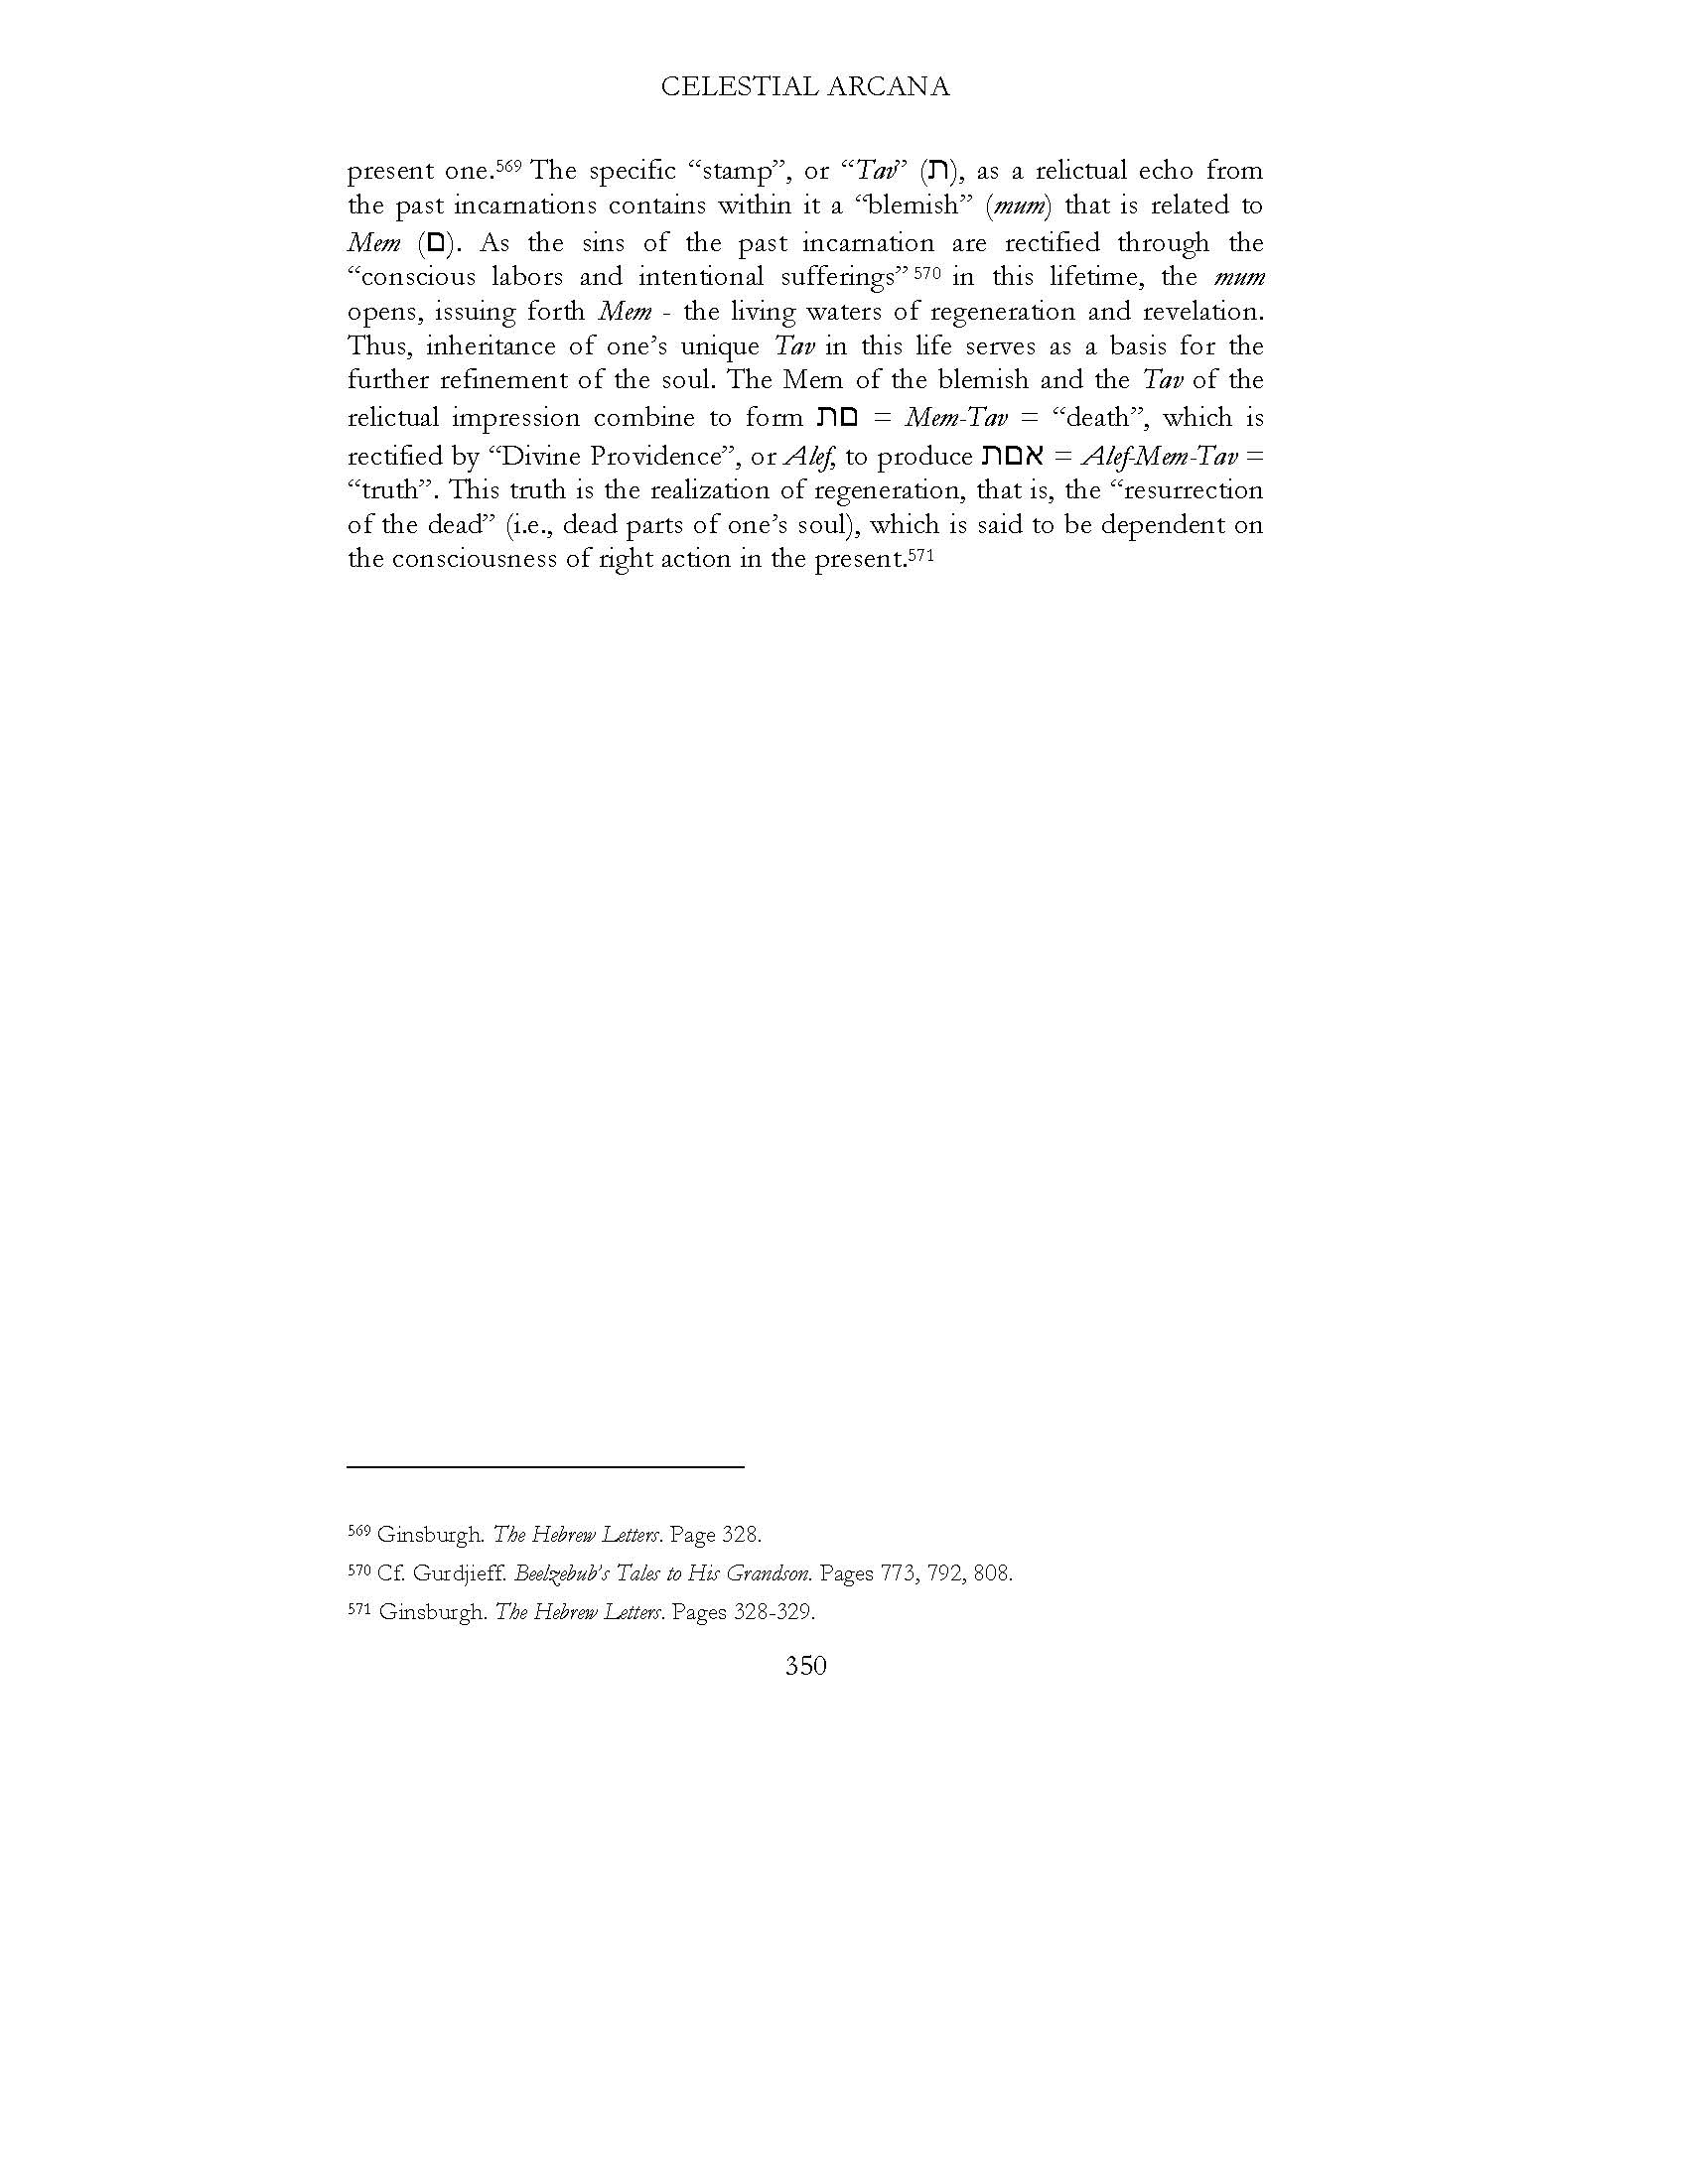 CELESTIAL ARCANA
present one.569 The specific “stamp”, or “Tav” (ת), as a relictual echo from
the past incarnations contains within it a “blemish” (mum) that is related to
Mem (ם). As the sins of the past incarnation are rectified through the
“conscious labors and intentional sufferings” 570 in this lifetime, the mum
opens, issuing forth Mem - the living waters of regeneration and revelation.
Thus, inheritance of one’s unique Tav in this life serves as a basis for the
further refinement of the soul. The Mem of the blemish and the Tav of the
relictual impression combine to form םת = Mem-Tav = “death”, which is
rectified by “Divine Providence”, or Alef, to produce אםת = Alef-Mem-Tav =
“truth”. This truth is the realization of regeneration, that is, the “resurrection
of the dead” (i.e., dead parts of one’s soul), which is said to be dependent on
the consciousness of right action in the present.571
569 Ginsburgh. The Hebrew Letters. Page 328.
570 Cf. Gurdjieff. Beelzebub’s Tales to His Grandson. Pages 773, 792, 808.
571 Ginsburgh. The Hebrew Letters. Pages 328-329.
350